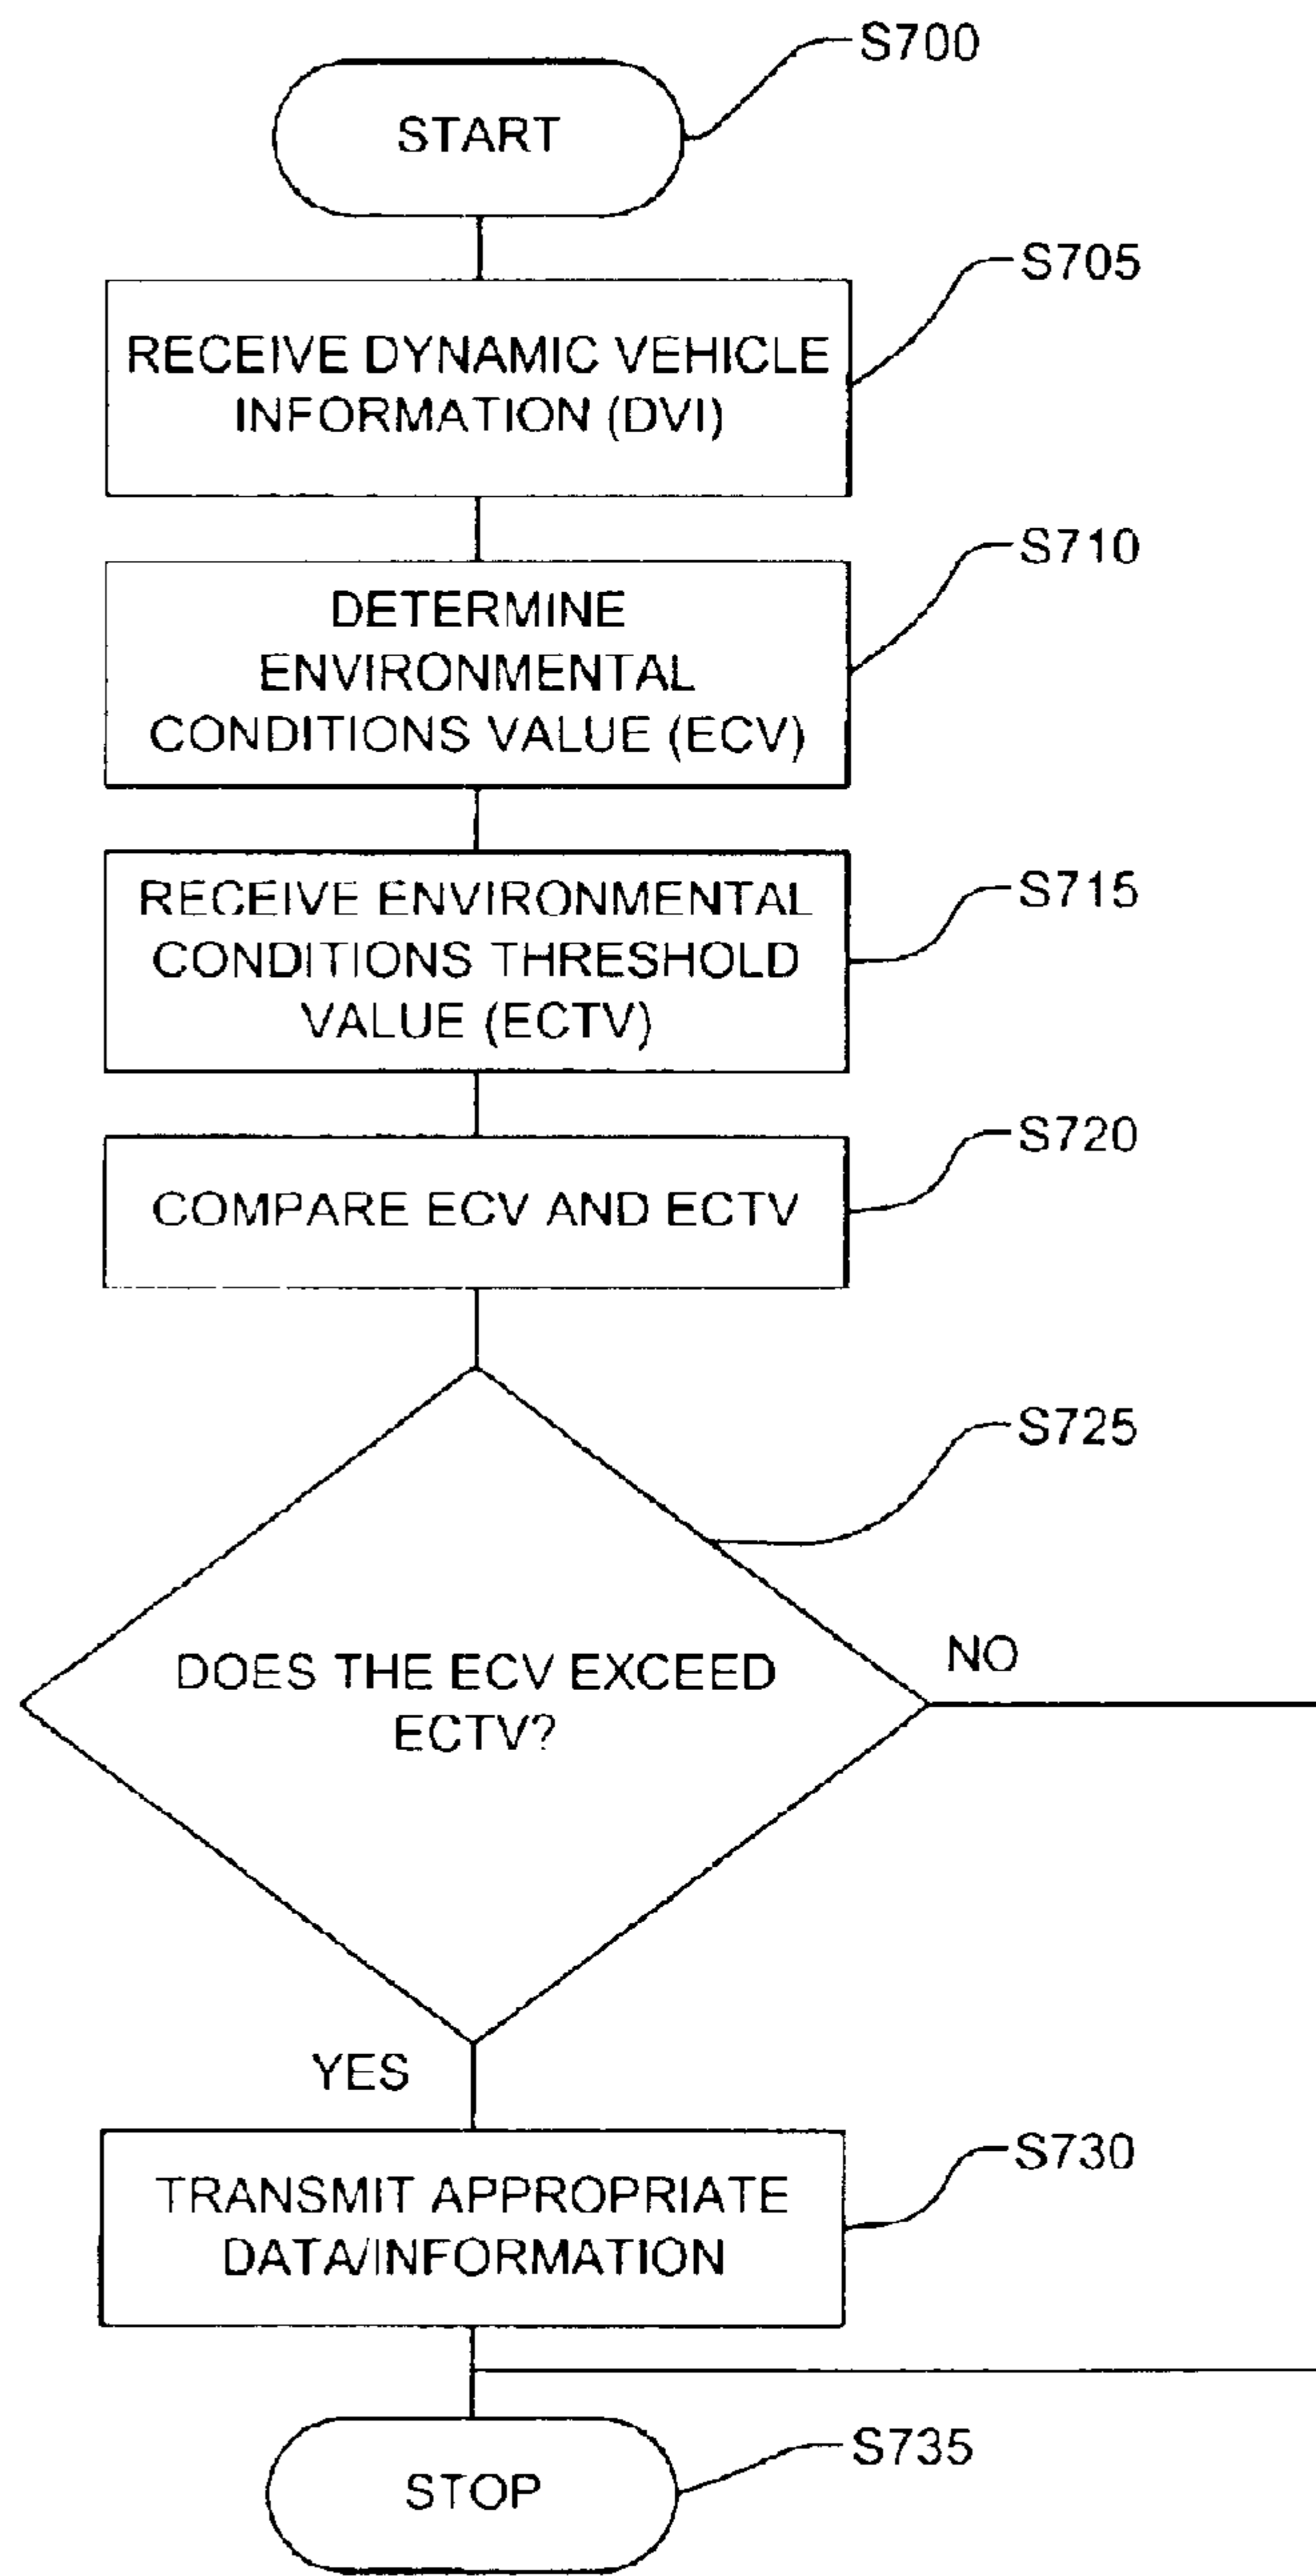 S700
START
S705
RECEIVE DYNAMIC VEHICLE
INFORMATION (DVI)
S710
DETERMINE
ENVIRONMENTAL
CONDITIONS VALUE (ECV)
S715
RECEIVE ENVIRONMENTAL
CONDITIONS THRESHOLD
VALUE (ECTV)
S720
COMPARE ECV AND ECTV
S725
DOES THE ECV EXCEED
ECTV?
NO
YES
S730
TRANSMIT APPROPRIATE
DATA/INFORMATION
S735
STOP